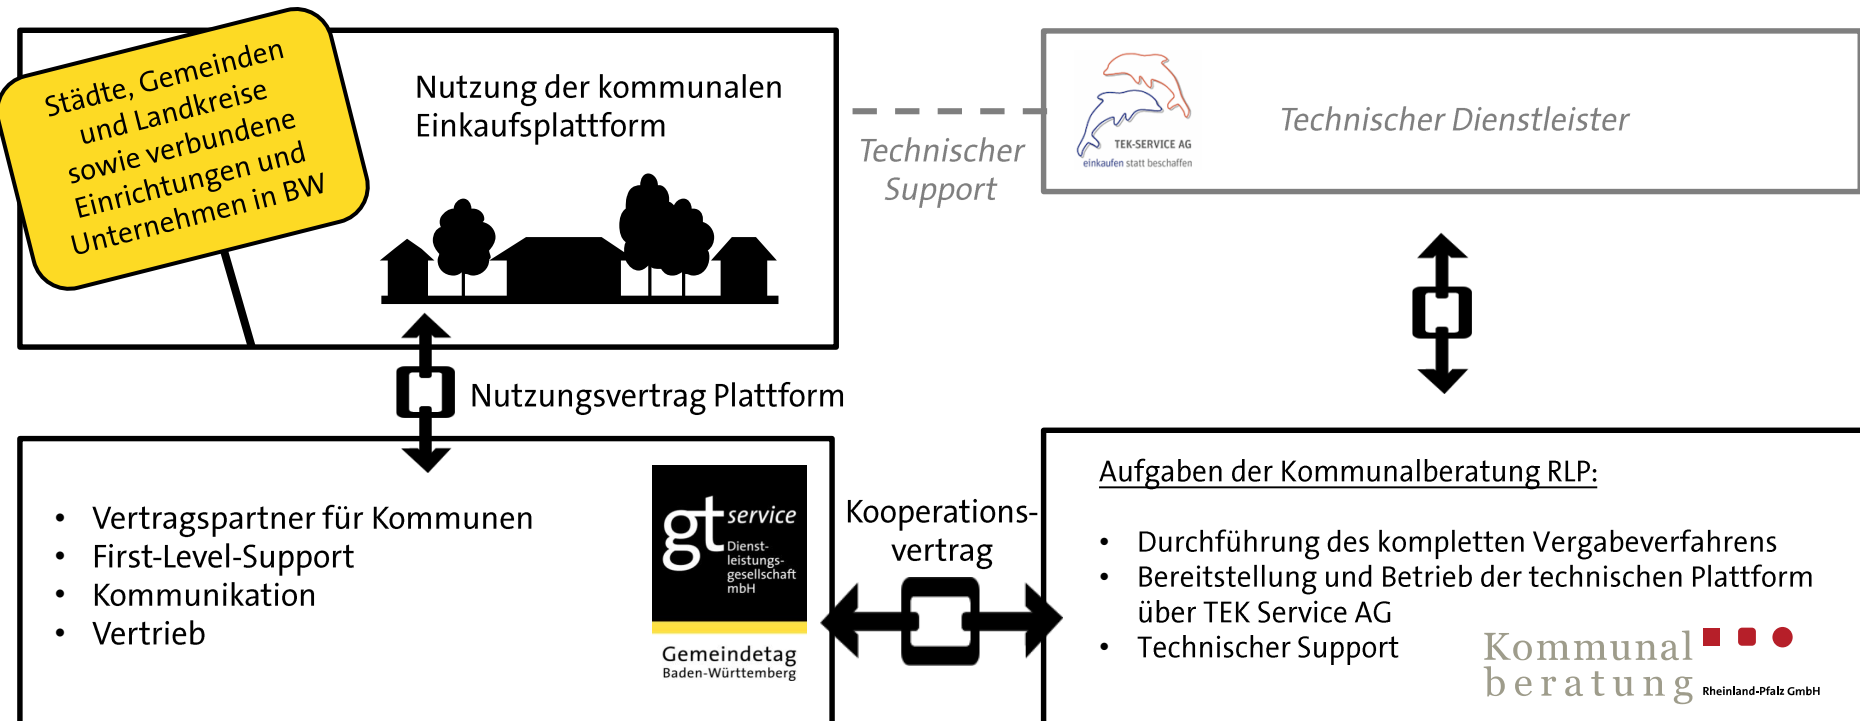 Städte, Gemeinden
und Landkreise
sowie verbundene
Einrichtungen und
Unternehmen in BW
Nutzung der kommunalen
Einkaufsplattform
Technischer
Support
TEK-SERVICE AG
einkaufen statt beschaffen
Technischer Dienstleister
Nutzungsvertrag Plattform
• Vertragspartner für Kommunen
• First-Level-Support
• Kommunikation
• Vertrieb
gt service
Dienst-
leistungs-
gesellschaft
mbH
Gemeindetag
Baden-Württemberg
Kooperations-
vertrag
Aufgaben der Kommunalberatung RLP:
• Durchführung des kompletten Vergabeverfahrens
• Bereitstellung und Betrieb der technischen Plattform
über TEK Service AG
• Technischer Support
Kommunal
beratung Rheinland-Pfalz GmbH